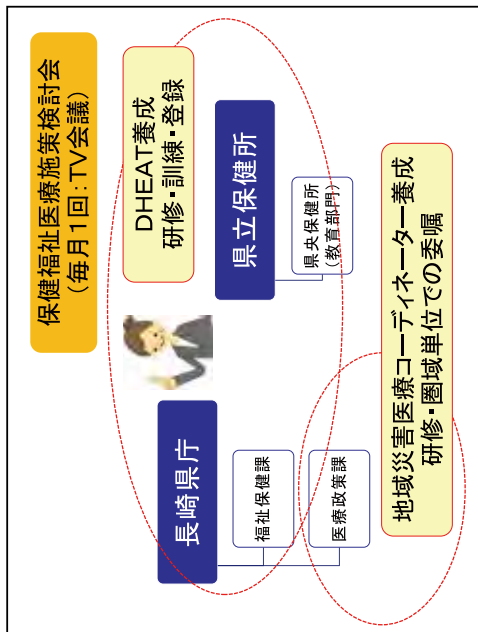 保健福祉医療施策検討会
(毎月1回:TV会議)
DHEAT養成
研修・訓練・登録
長崎県庁
福祉保健課
医療政策課
県立保健所
県央保健所
(教育部門)
地域災害医療コーディネーター養成
研修・圏域単位での委嘱